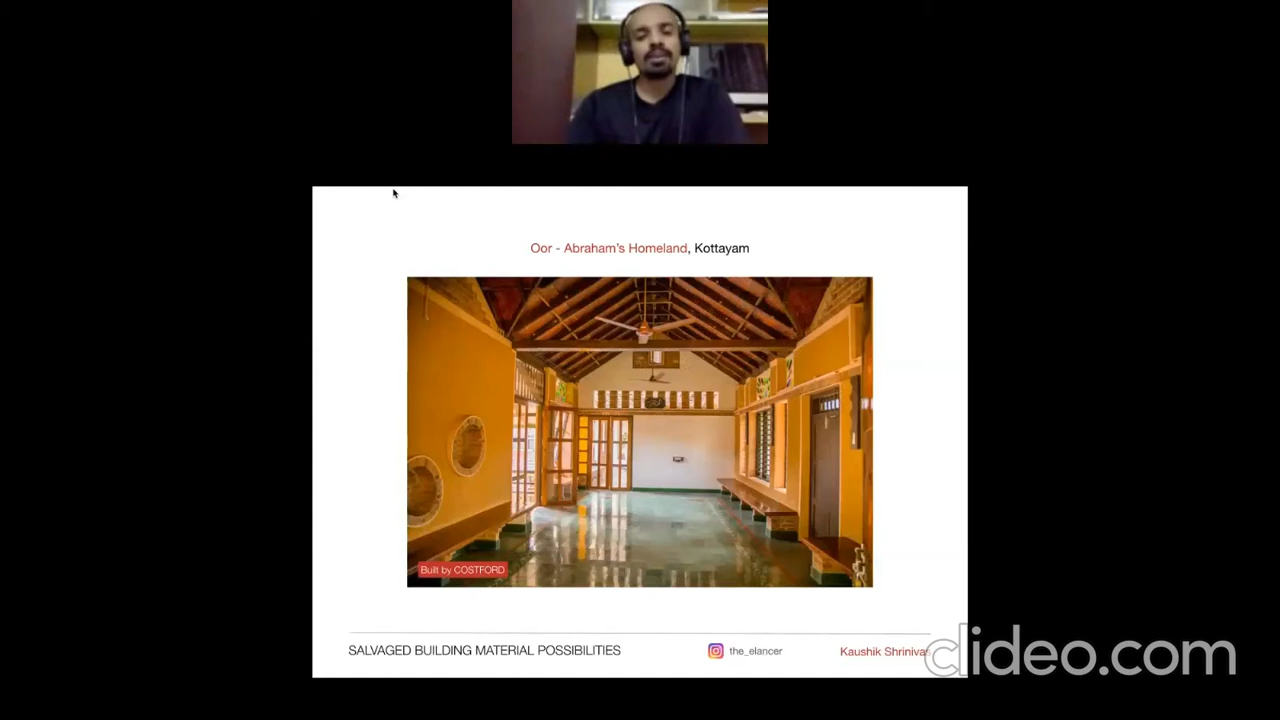 Oor - Abraham's Homeland, Kottayam
Built by COSTFORD
SALVAGED BUILDING MATERIAL POSSIBILITIES
the_elancer
Kaushik Shrinivas
clideo.com